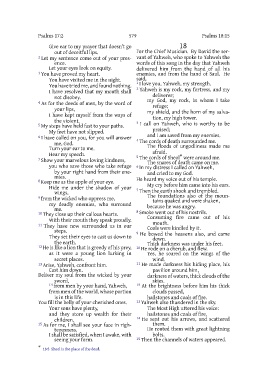 Psalms 17:2
579
Psalms 18:15
Give ear to my prayer that doesn't go
out of deceitful lips.
2 Let my sentence come out of your pres-
ence.
Let your eyes look on equity.
3 You have proved my heart.
You have visited me in the night.
You have tried me, and found nothing.
I have resolved that my mouth shall
not disobey.
4 As for the deeds of men, by the word of
your lips,
I have kept myself from the ways of
the violent.
5 My steps have held fast to your paths.
My feet have not slipped.
6 I have called on you, for you will answer
me, God.
Turn your ear to me.
Hear my speech.
7 Show your marvelous loving kindness,
you who save those who take refuge
by your right hand from their ene-
mies.
8 Keep me as the apple of your eye.
Hide me under the shadow of your
wings,
9 from the wicked who oppress me,
my deadly enemies, who surround
me.
10 They close up their callous hearts.
With their mouth they speak proudly.
11 They have now surrounded us in our
steps.
They set their eyes to cast us down to
the earth.
12 He is like a lion that is greedy of his prey,
as it were a young lion lurking in
secret places.
13 Arise, Yahweh, confront him.
Cast him down.
Deliver my soul from the wicked by your
sword,
14 from men by your hand, Yahweh,
from men of the world, whose portion
is in this life.
You fill the belly of your cherished ones.
Your sons have plenty,
and they store up wealth for their
children.
15 As for me, I shall see your face in righ-
teousness.
I shall be satisfied, when I awake, with
seeing your form.
18
For the Chief Musician. By David the ser-
vant of Yahweh, who spoke to Yahweh the
words of this song in the day that Yahweh
delivered him from the hand of all his
enemies, and from the hand of Saul. He
said,
1 I love you, Yahweh, my strength.
2 Yahweh is my rock, my fortress, and my
deliverer;
my God, my rock, in whom I take
refuge;
my shield, and the horn of my salva-
tion, my high tower.
3 I call on Yahweh, who is worthy to be
praised;
and I am saved from my enemies.
4 The cords of death surrounded me.
The floods of ungodliness made me
afraid.
5 The cords of Sheol* were around me.
The snares of death came on me.
6 In my distress I called on Yahweh,
and cried to my God.
He heard my voice out of his temple.
My cry before him came into his ears.
7 Then the earth shook and trembled.
The foundations also of the moun-
tains quaked and were shaken,
because he was angry.
8 Smoke went out of his nostrils.
Consuming fire came out of his
mouth.
Coals were kindled by it.
9 He bowed the heavens also, and came
down.
Thick darkness was under his feet.
10 He rode on a cherub, and flew.
Yes, he soared on the wings of the
wind.
11 He made darkness his hiding place, his
pavilion around him,
darkness of waters, thick clouds of the
skies.
12 At the brightness before him his thick
clouds passed,
hailstones and coals of fire.
13 Yahweh also thundered in the sky.
The Most High uttered his voice:
hailstones and coals of fire.
14 He sent out his arrows, and scattered
them.
He routed them with great lightning
bolts.
15 Then the channels of waters appeared.
* 18:5 Sheol is the place of the dead.